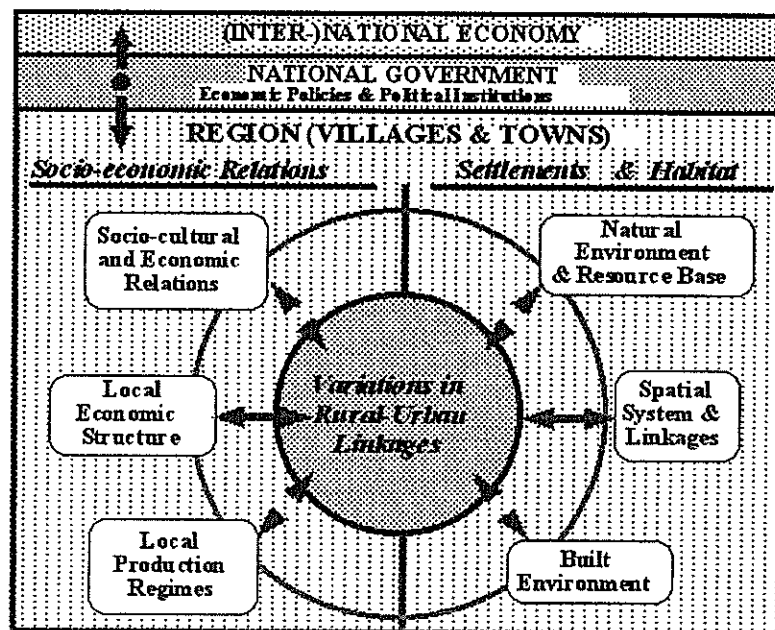 (INTER-)NATIONAL ECONOMY
NATIONAL GOVERNMENT
Economic Policies & Political Institutions
REGION (VILLAGES & TOWNS)
Socio-economic Relations
Settlements & Habitat
Socio-cultural
and Economic
Relations
Natural
Environment
& Resource Base
Variations in
Rural-Urban
Linkages
Local
Economic
Structure
Spatial
System &
Linkages
Local
Production
Regimes
Built
Environment